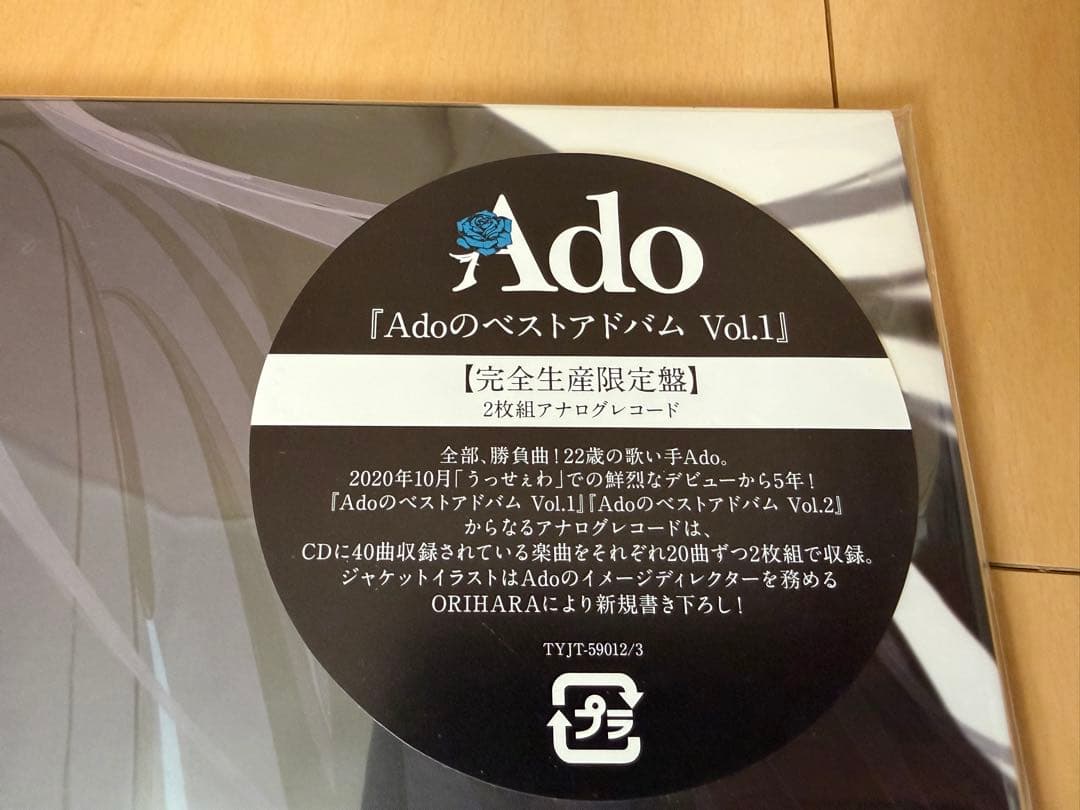 Ado
『Adoのベストアドバム Vol.1』
【完全生産限定盤】
2枚組アナログレコード
全部、勝負曲！22歳の歌い手Ado。
2020年10月「うっせぇわ」での鮮烈なデビューから5年！
『Adoのベストアドバム Vol.1』『Adoのベストアドバム Vol.2』
からなるアナログレコードは、
CDに40曲収録されている楽曲をそれぞれ20曲ずつ2枚組で収録。
ジャケットイラストはAdoのイメージディレクターを務める
ORIHARAにより新規書き下ろし！
TYJT-59012/3
プラ